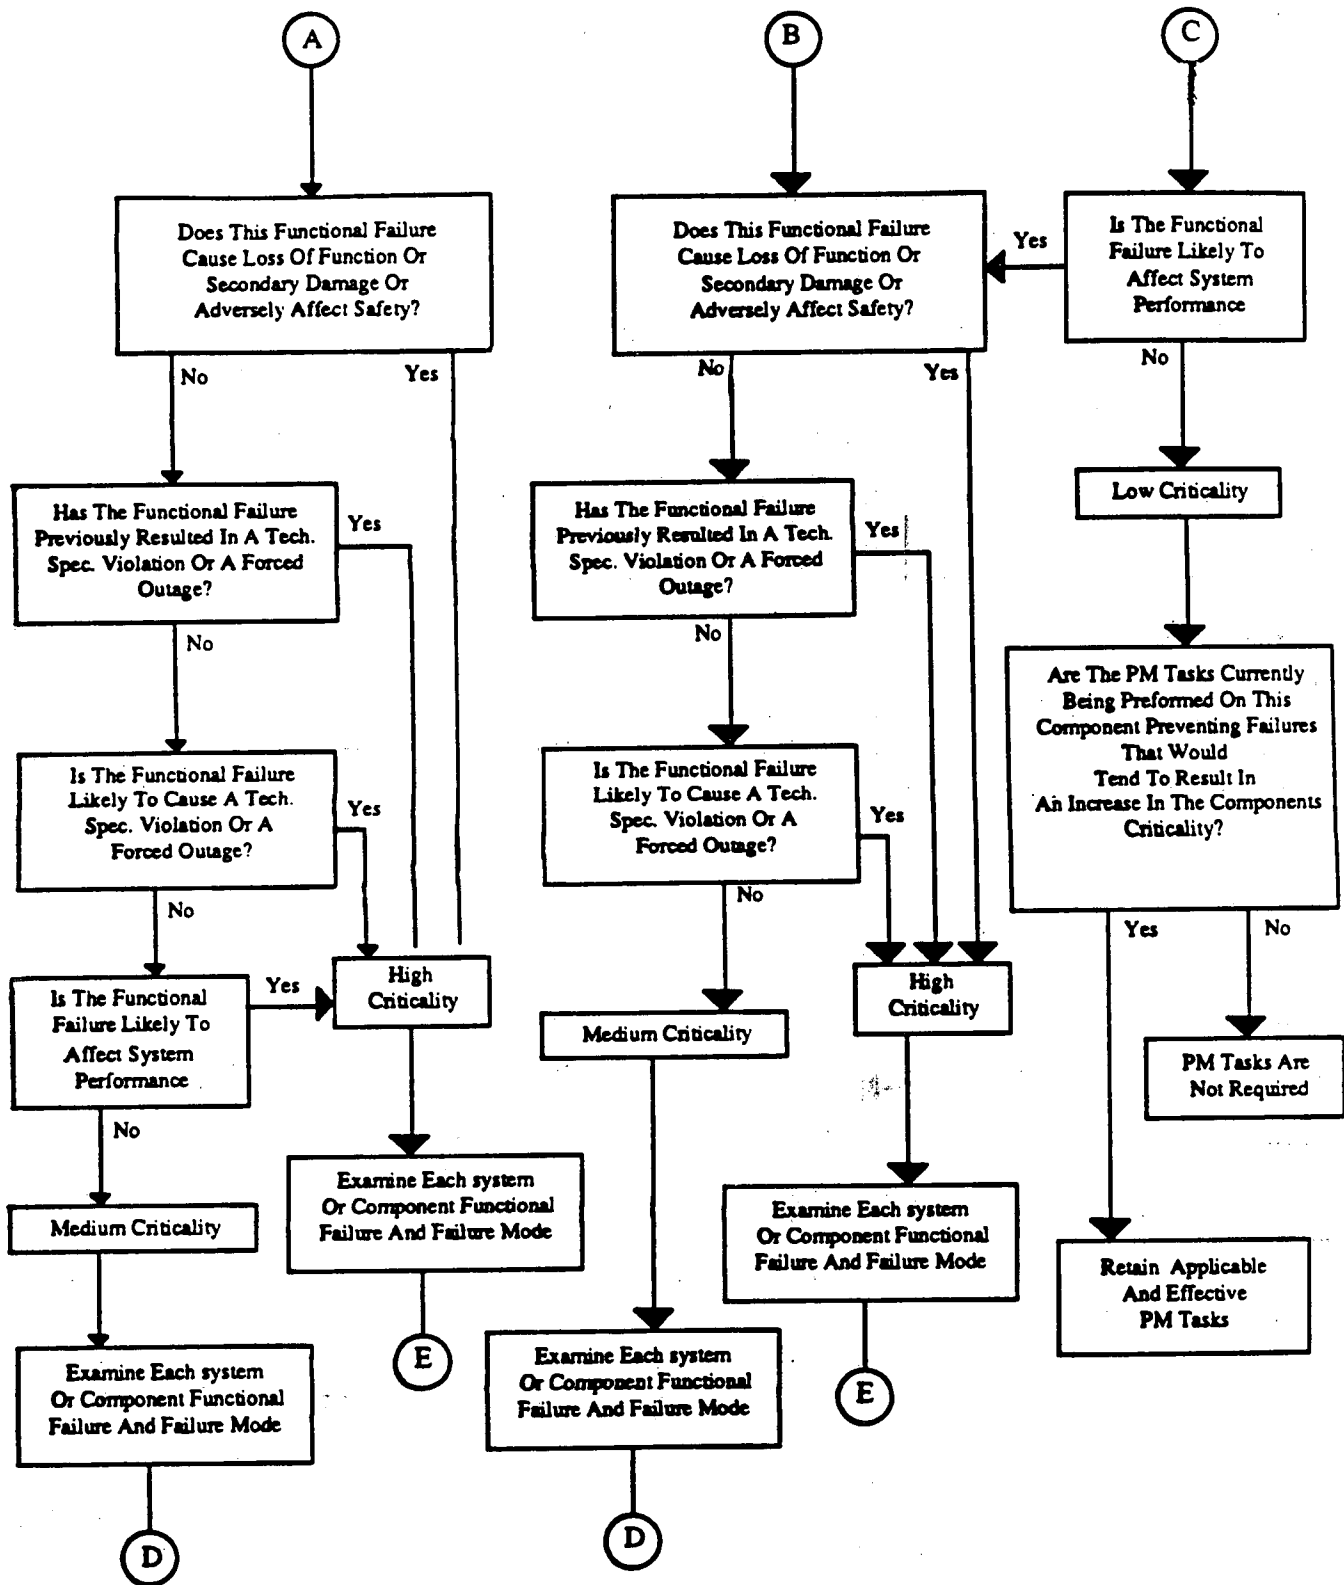 A
Does This Functional Failure
Cause Loss Of Function Or
Secondary Damage Or
Adversely Affect Safety?
No
Yes
Has The Functional Failure
Previously Resulted In A Tech.
Spec. Violation Or A Forced
Outage?
Yes
No
Is The Functional Failure
Likely To Cause A Tech.
Spec. Violation Or A
Forced Outage?
Yes
No
Is The Functional
Failure Likely To
Affect System
Performance
Yes
High
Criticality
No
Medium Criticality
Examine Each system
Or Component Functional
Failure And Failure Mode
E
Examine Each system
Or Component Functional
Failure And Failure Mode
D
B
Does This Functional Failure
Cause Loss Of Function Or
Secondary Damage Or
Adversely Affect Safety?
No
Yes
Has The Functional Failure
Previously Resulted In A Tech.
Spec. Violation Or A Forced
Outage?
Yes
No
Is The Functional Failure
Likely To Cause A Tech.
Spec. Violation Or A
Forced Outage?
Yes
No
High
Criticality
Medium Criticality
Examine Each system
Or Component Functional
Failure And Failure Mode
E
Examine Each system
Or Component Functional
Failure And Failure Mode
D
C
Is The Functional
Failure Likely To
Affect System
Performance
Yes
No
Low Criticality
Are The PM Tasks Currently
Being Preformed On This
Component Preventing Failures
That Would
Tend To Result In
An Increase In The Components
Criticality?
Yes
No
PM Tasks Are
Not Required
Retain Applicable
And Effective
PM Tasks